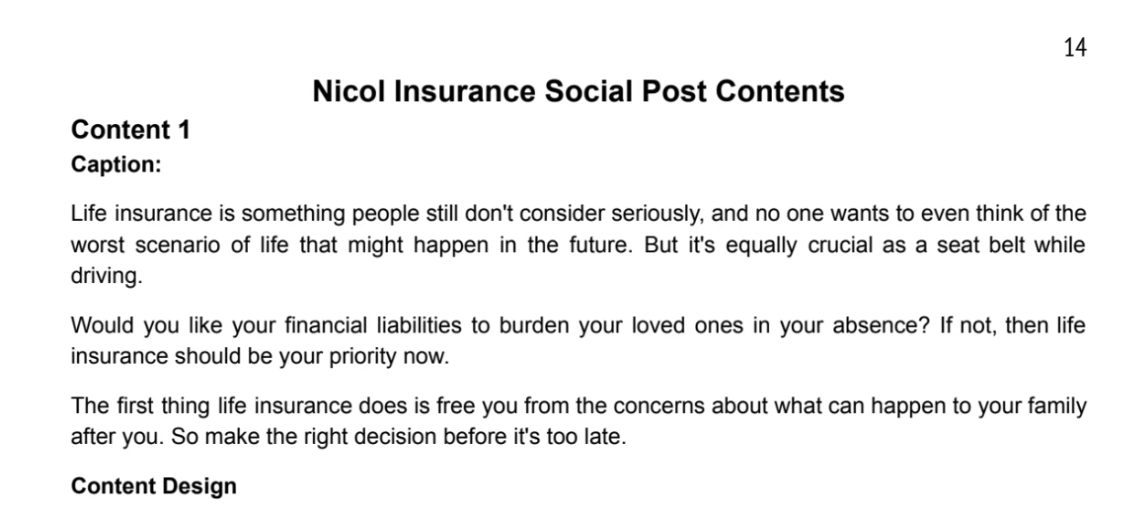 14
Nicol Insurance Social Post Contents
Content 1
Caption:
Life insurance is something people still don't consider seriously, and no one wants to even think of the
worst scenario of life that might happen in the future. But it's equally crucial as a seat belt while
driving.
Would you like your financial liabilities to burden your loved ones in your absence? If not, then life
insurance should be your priority now.
The first thing life insurance does is free you from the concerns about what can happen to your family
after you. So make the right decision before it's too late.
Content Design